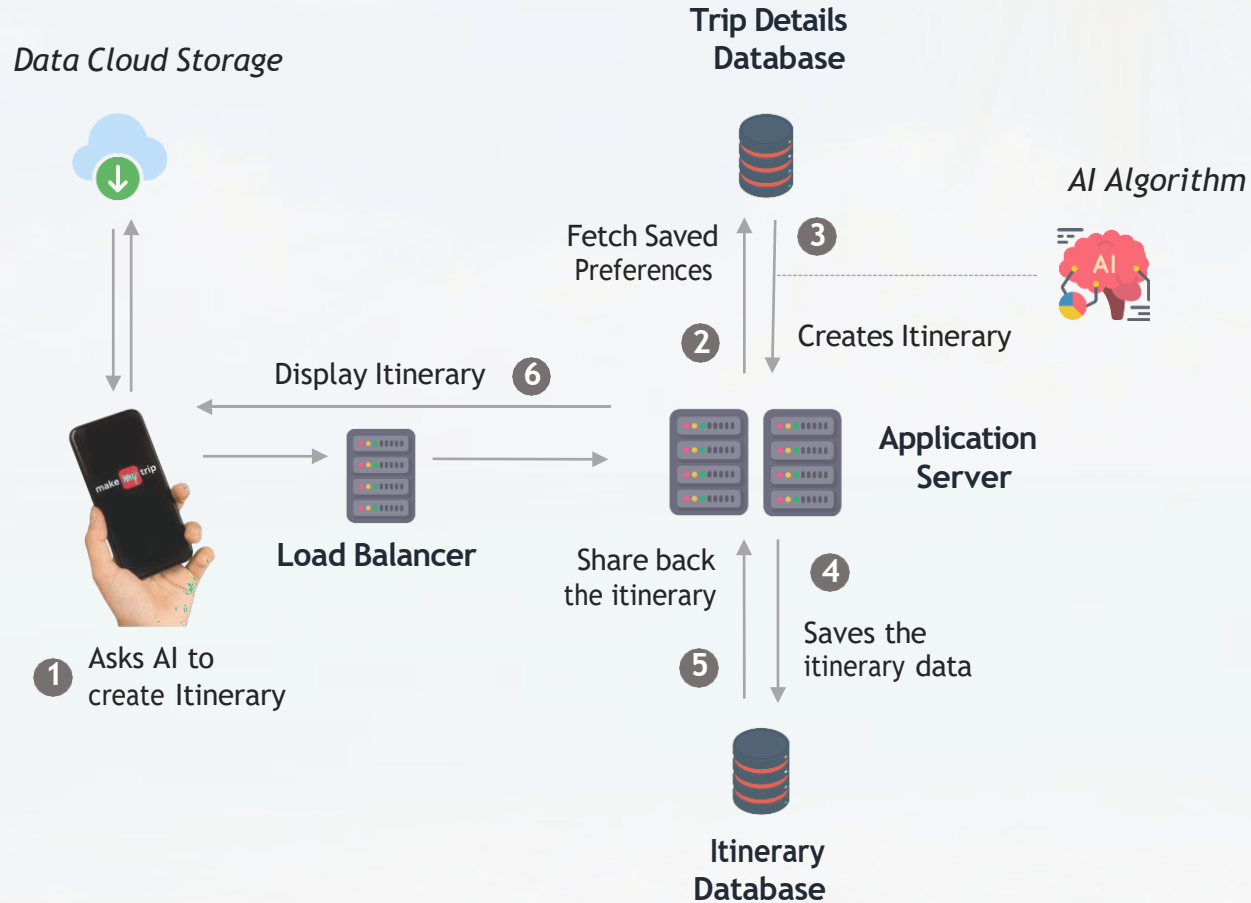 Trip Details
Database
Data Cloud Storage
AI Algorithm
AI
Fetch Saved
Preferences
3
2
Creates Itinerary
Display Itinerary 6
make my trip
Application
Server
Load Balancer
Share back
the itinerary
4
Saves the
itinerary data
5
1
Asks AI to
create Itinerary
Itinerary
Database